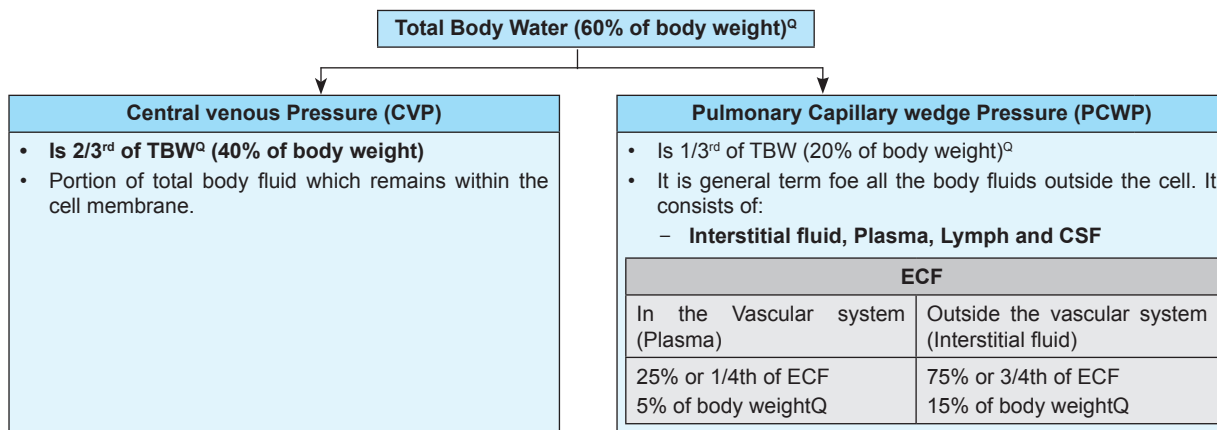 Total Body Water (60% of body weight)Q
Central venous Pressure (CVP)
• Is 2/3rd of TBWQ (40% of body weight)
• Portion of total body fluid which remains within the
cell membrane.
Pulmonary Capillary wedge Pressure (PCWP)
• Is 1/3rd of TBW (20% of body weight)Q
• It is general term foe all the body fluids outside the cell. It
consists of:
– Interstitial fluid, Plasma, Lymph and CSF
ECF
In the Vascular system
(Plasma)
Outside the vascular system
(Interstitial fluid)
25% or 1/4th of ECF
5% of body weightQ
75% or 3/4th of ECF
15% of body weightQ